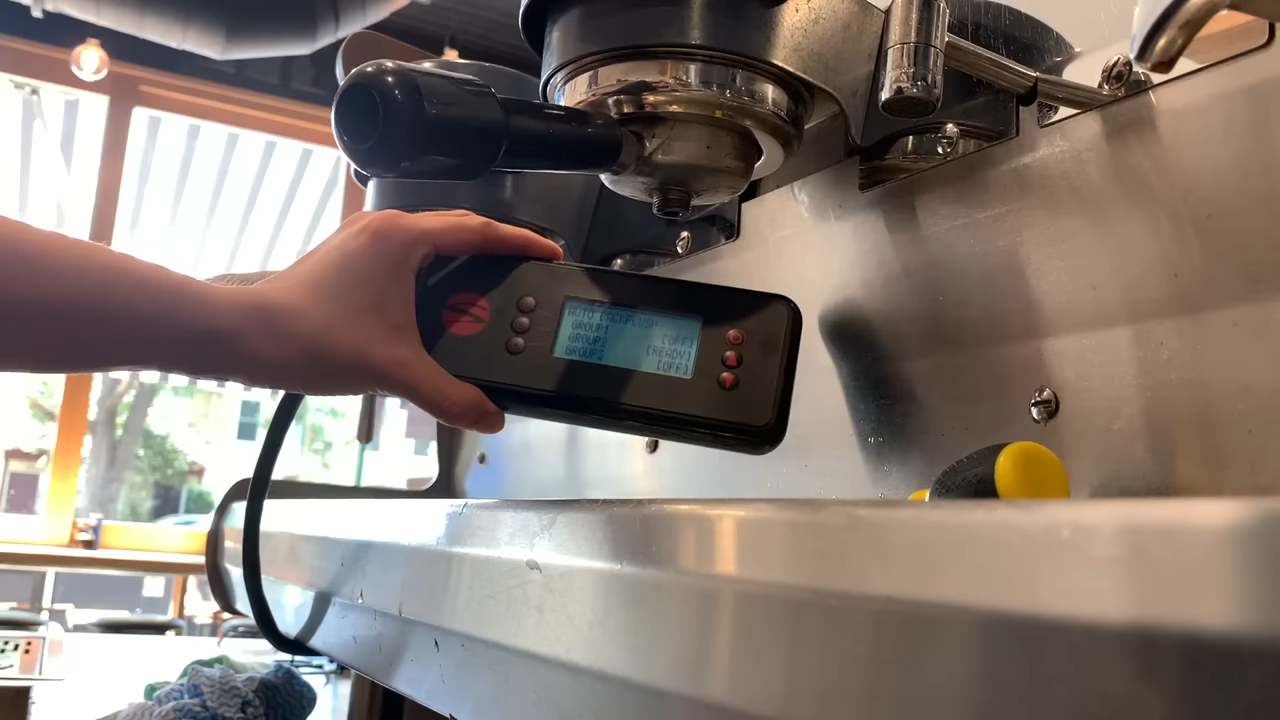 AUTO BACKFLUSH
GROUP1 [OFF]
GROUP2 [READY]
GROUP3 [OFF]